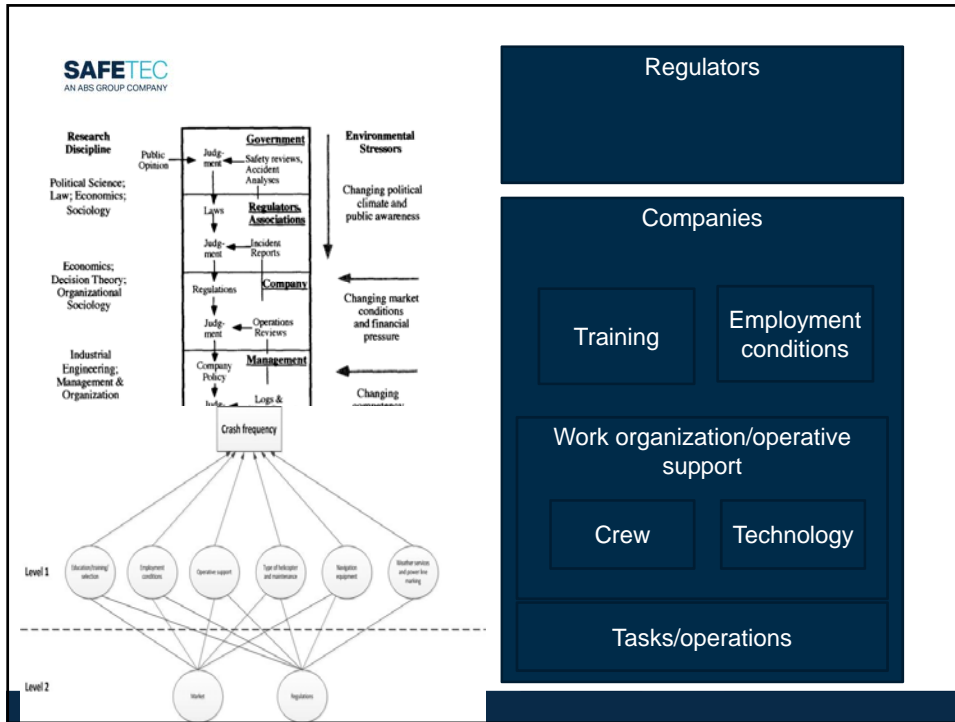 SAFETEC
AN ABS GROUP COMPANY
Research
Discipline
Political Science;
Law; Economics;
Sociology
Economics;
Decision Theory;
Organizational
Sociology
Industrial
Engineering;
Management &
Organization
Public
Opinion
Government
Judg-
ment
Safety reviews,
Accident
Analyses
Laws
Regulators,
Associations
Judg-
ment
Incident
Reports
Company
Regulations
Judg-
ment
Operations
Reviews
Management
Company
Policy
Logs &
Environmental
Stressors
Changing political
climate and
public awareness
Changing market
conditions
and financial
pressure
Changing
Crash frequency
Level 1
Education/training/
selection
Employment
conditions
Operative support
Type of helicopter
and maintenance
Navigation
equipment
Weather services
and power line
marking
Level 2
Market
Regulations
Regulators
Companies
Training
Employment
conditions
Work organization/operative
support
Crew
Technology
Tasks/operations